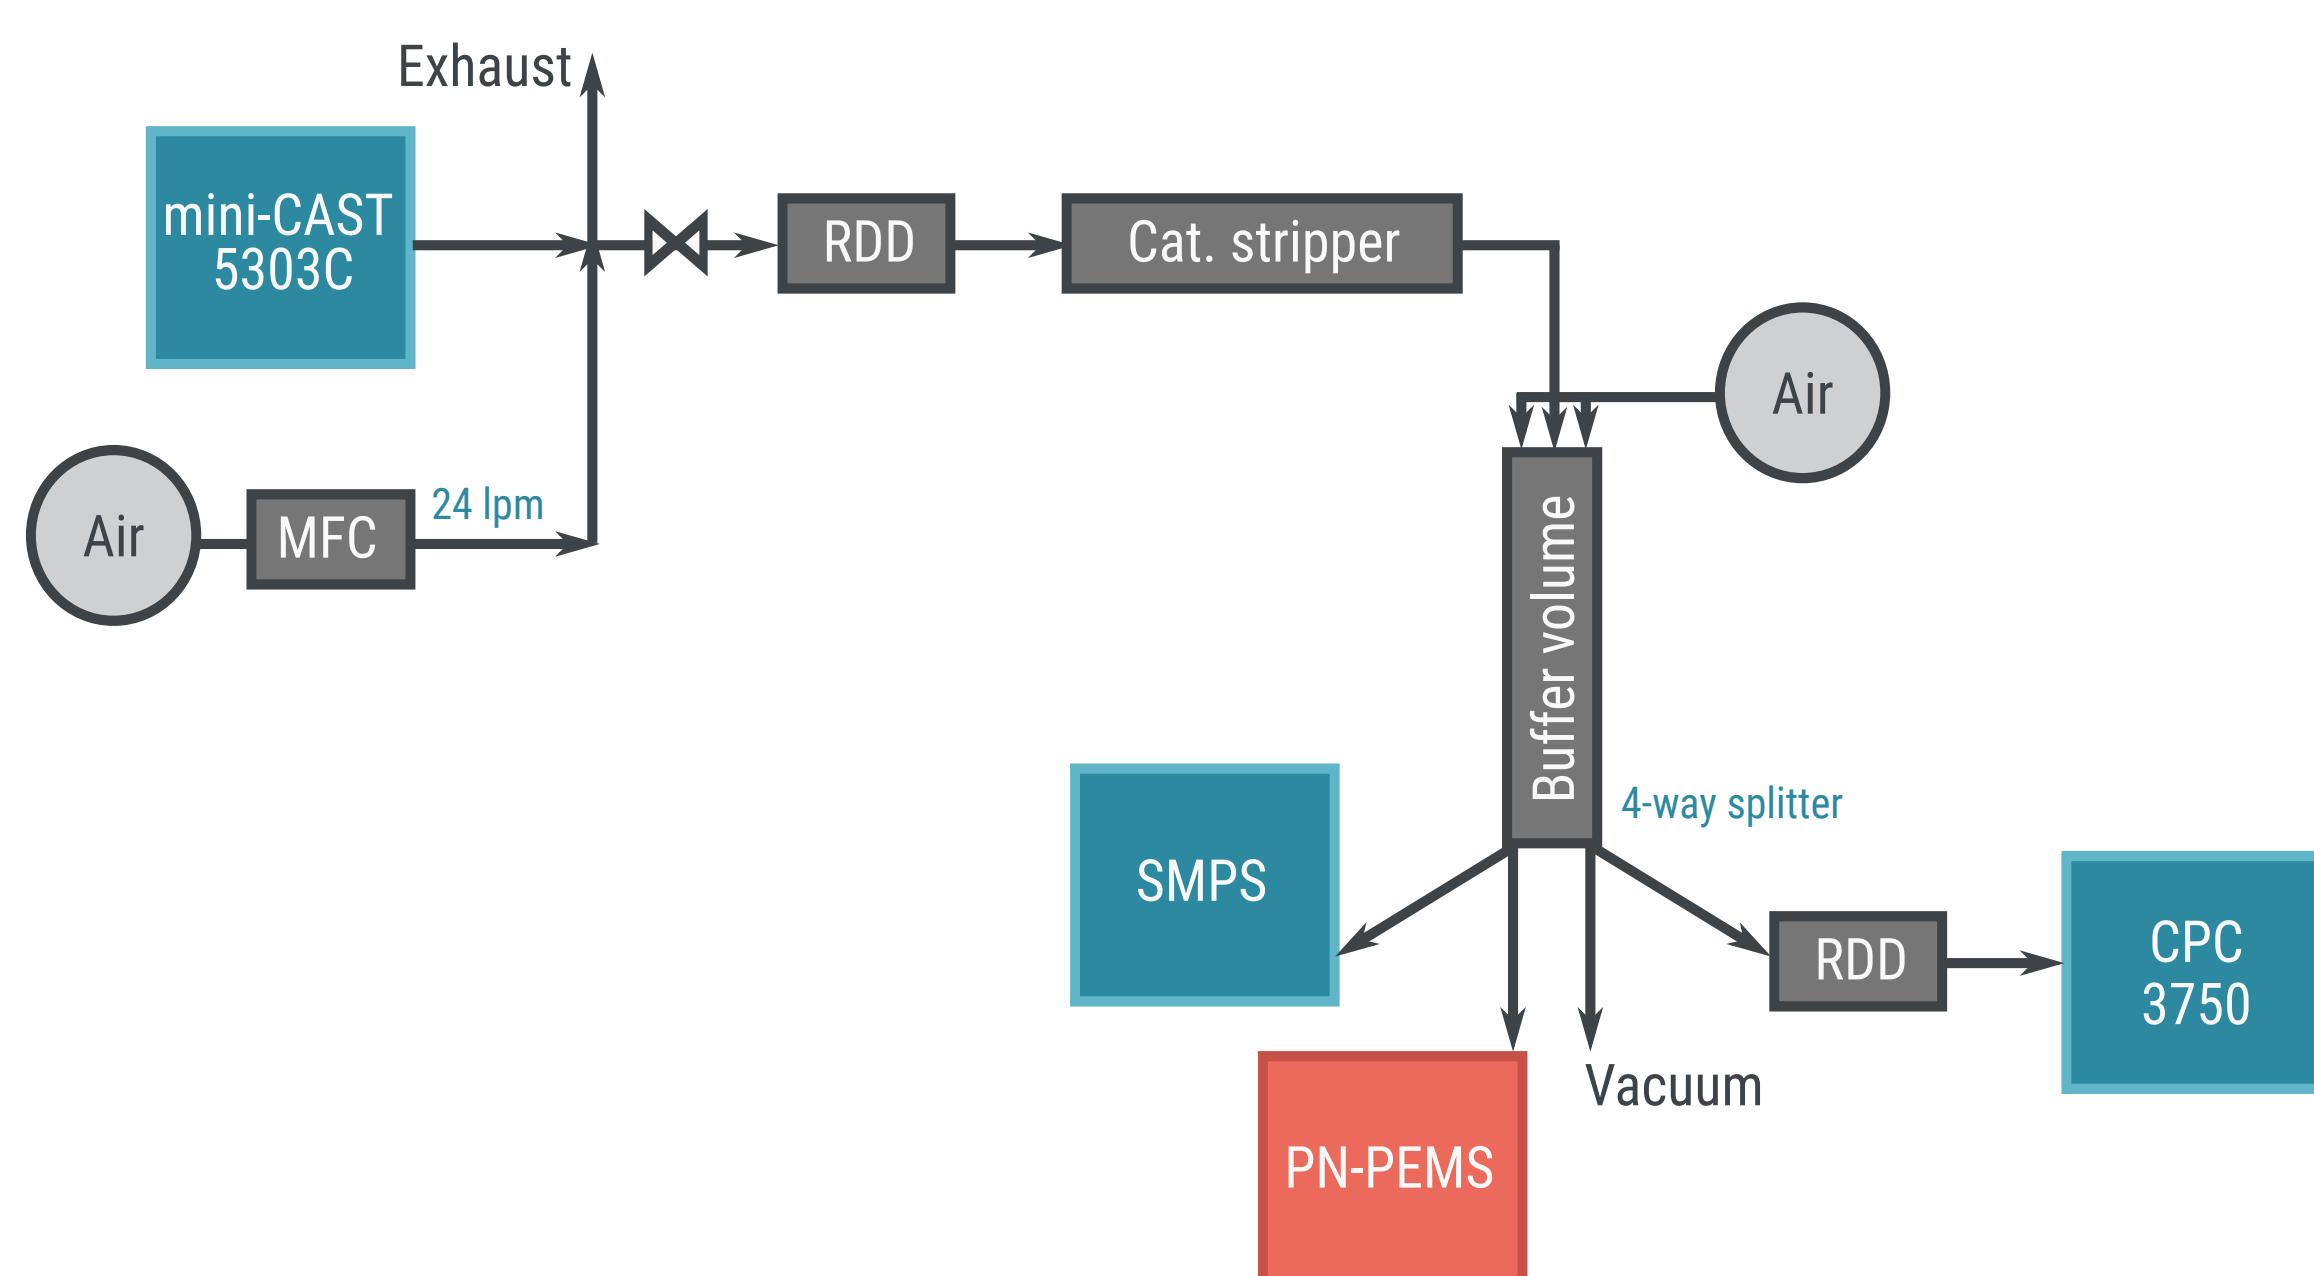 Exhaust
mini-CAST
5303C
RDD
Cat. stripper
Air
Air
MFC
24 lpm
Buffer volume
4-way splitter
SMPS
RDD
CPC
3750
Vacuum
PN-PEMS